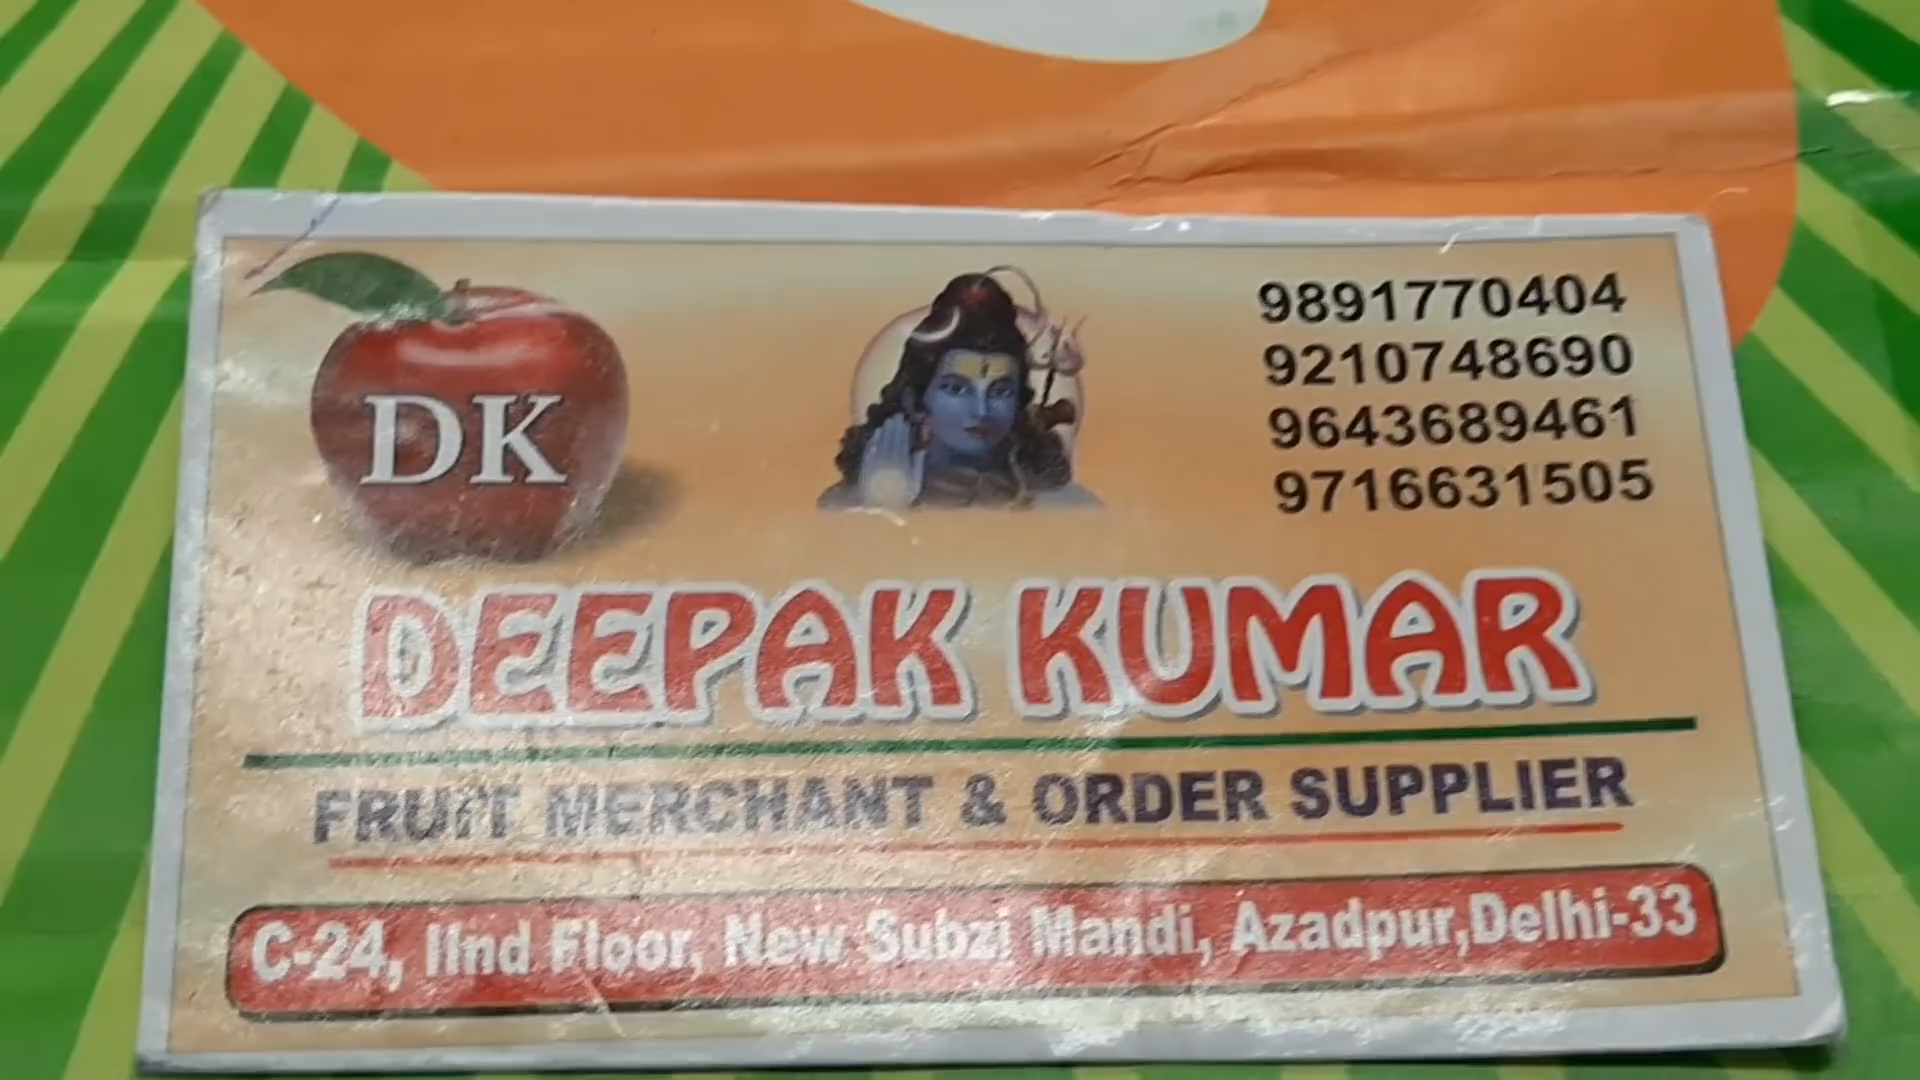 DK
9891770404
9210748690
9643689461
9716631505
DEEPAK KUMAR
FRUIT MERCHANT & ORDER SUPPLIER
C-24, IInd Floor, New Subzi Mandi, Azadpur,Delhi-33